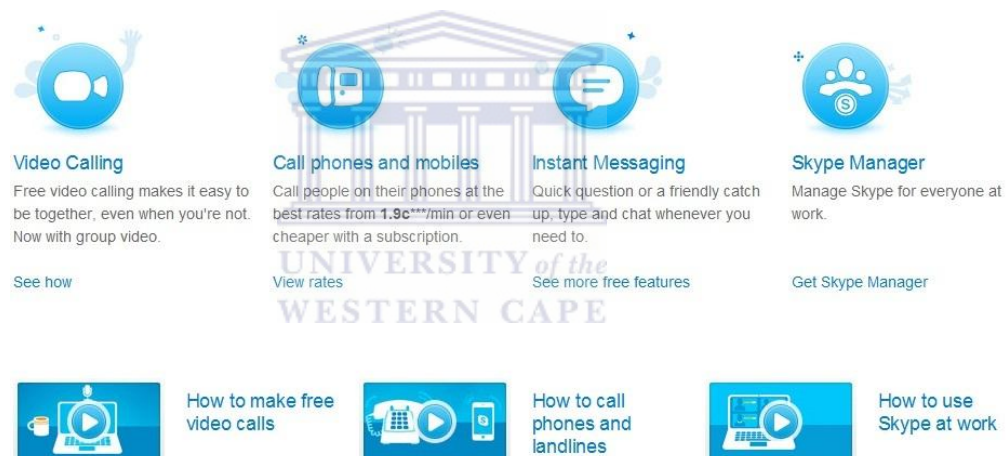 Video Calling
Free video calling makes it easy to
be together, even when you're not.
Now with group video.
See how
Call phones and mobiles
Call people on their phones at the
best rates from 1.9c***/min or even
cheaper with a subscription.
View rates
Instant Messaging
Quick question or a friendly catch
up, type and chat whenever you
need to.
See more free features
Skype Manager
Manage Skype for everyone at
work.
Get Skype Manager
UNIVERSITY of the
WESTERN CAPE
How to make free
video calls
How to call
phones and
landlines
How to use
Skype at work